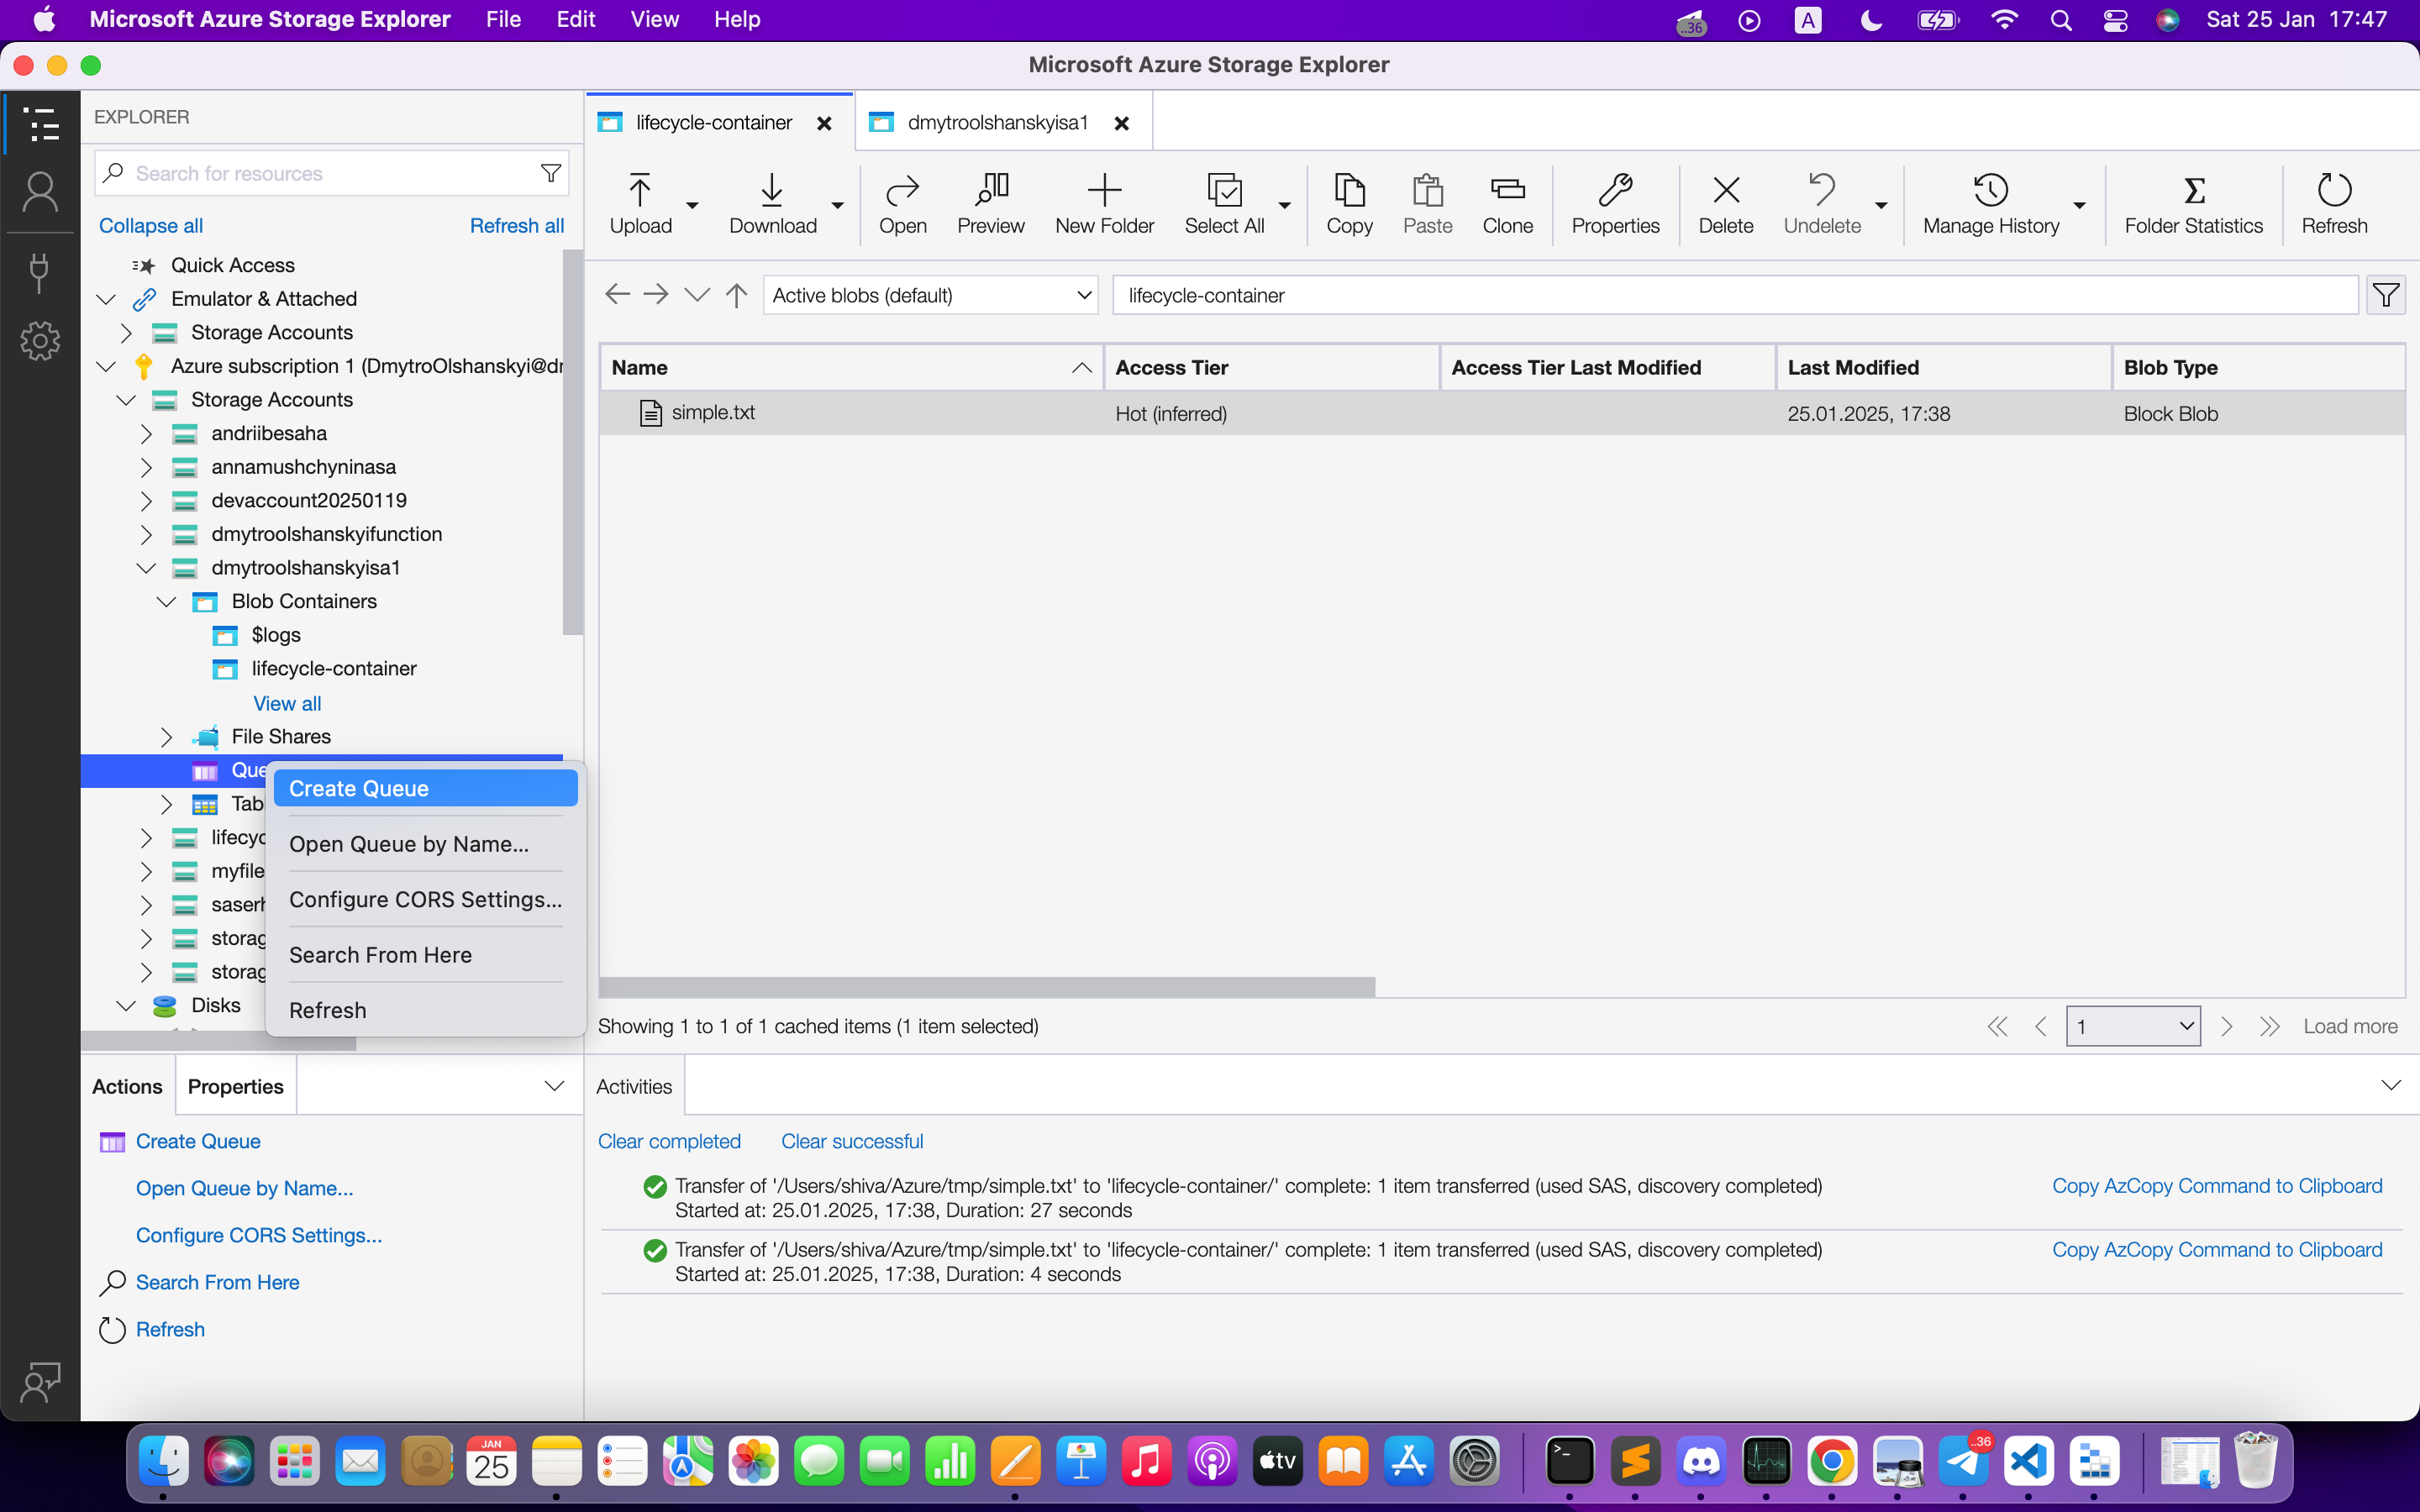 Microsoft Azure Storage Explorer File Edit View Help
..36 A Sat 25 Jan 17:47
Microsoft Azure Storage Explorer
EXPLORER
Search for resources
Collapse all Refresh all
Quick Access
Emulator & Attached
Storage Accounts
Azure subscription 1 (DmytroOlshanskyi@dr
Storage Accounts
andriibesaha
annamushchyninasa
devaccount20250119
dmytroolshanskyifunction
dmytroolshanskyisa1
Blob Containers
$logs
lifecycle-container
View all
File Shares
Que
Tab
lifecyc
myfile
saserh
storag
storag
Disks
Create Queue
Open Queue by Name...
Configure CORS Settings...
Search From Here
Refresh
lifecycle-container dmytroolshanskyisa1
Upload Download Open Preview New Folder Select All Copy Paste Clone Properties Delete Undelete Manage History Folder Statistics Refresh
Active blobs (default) lifecycle-container
Name Access Tier Access Tier Last Modified Last Modified Blob Type
simple.txt Hot (inferred) 25.01.2025, 17:38 Block Blob
Showing 1 to 1 of 1 cached items (1 item selected) 1 Load more
Actions Properties
Create Queue
Open Queue by Name...
Configure CORS Settings...
Search From Here
Refresh
Activities
Clear completed Clear successful
Transfer of '/Users/shiva/Azure/tmp/simple.txt' to 'lifecycle-container/' complete: 1 item transferred (used SAS, discovery completed) Copy AzCopy Command to Clipboard
Started at: 25.01.2025, 17:38, Duration: 27 seconds
Transfer of '/Users/shiva/Azure/tmp/simple.txt' to 'lifecycle-container/' complete: 1 item transferred (used SAS, discovery completed) Copy AzCopy Command to Clipboard
Started at: 25.01.2025, 17:38, Duration: 4 seconds
JAN
25
tv
..36